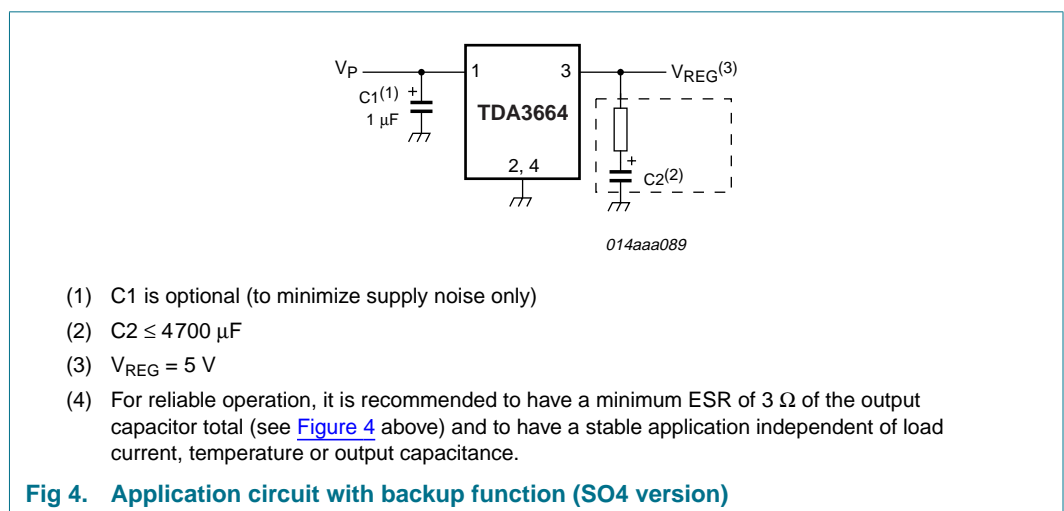 V_P 1 3 V_REG(3)
C1(1) +
1 μF
TDA3664
2, 4
+
C2(2)
014aaa089
(1) C1 is optional (to minimize supply noise only)
(2) C2 ≤ 4700 μF
(3) V_REG = 5 V
(4) For reliable operation, it is recommended to have a minimum ESR of 3 Ω of the output
capacitor total (see Figure 4 above) and to have a stable application independent of load
current, temperature or output capacitance.
Fig 4. Application circuit with backup function (SO4 version)